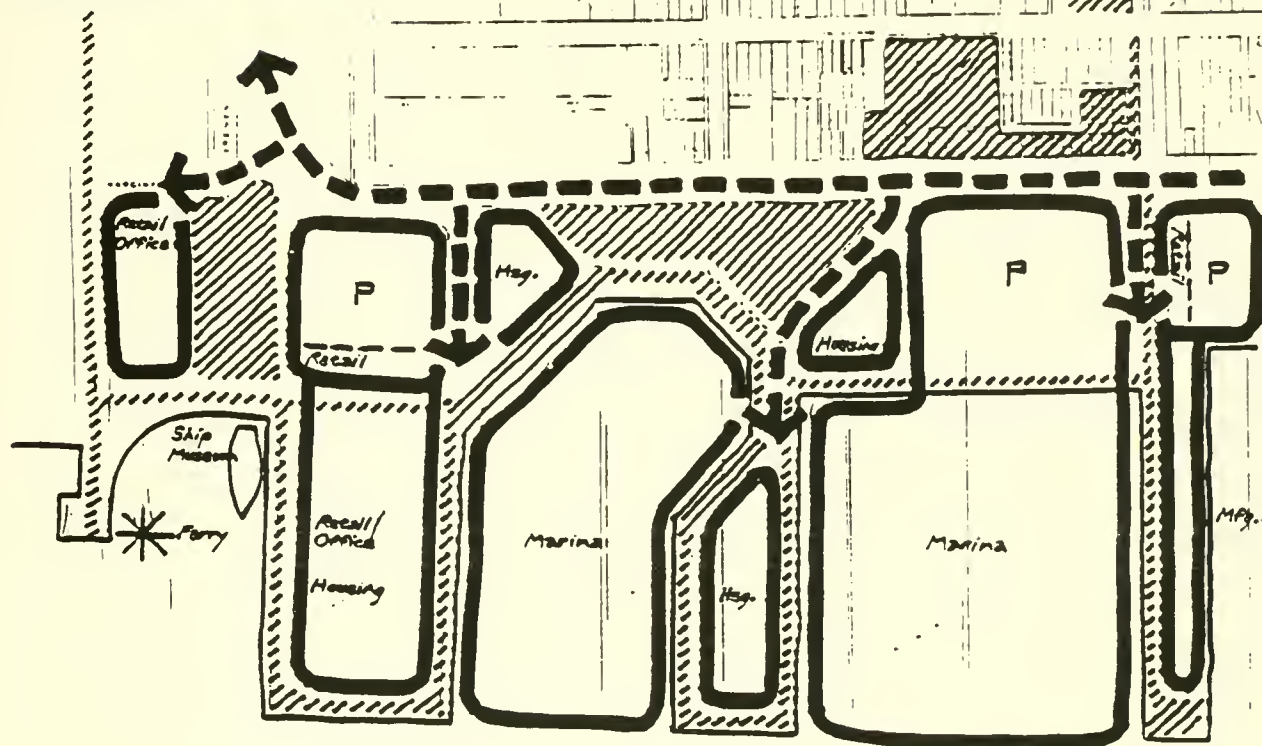 Retail
Office
P
Retail
Hsg.
Housing
P
Retail
P
Ship
Museum
Ferry
Retail/
Office
Housing
Marina
Hsg.
Marina
Mfg.